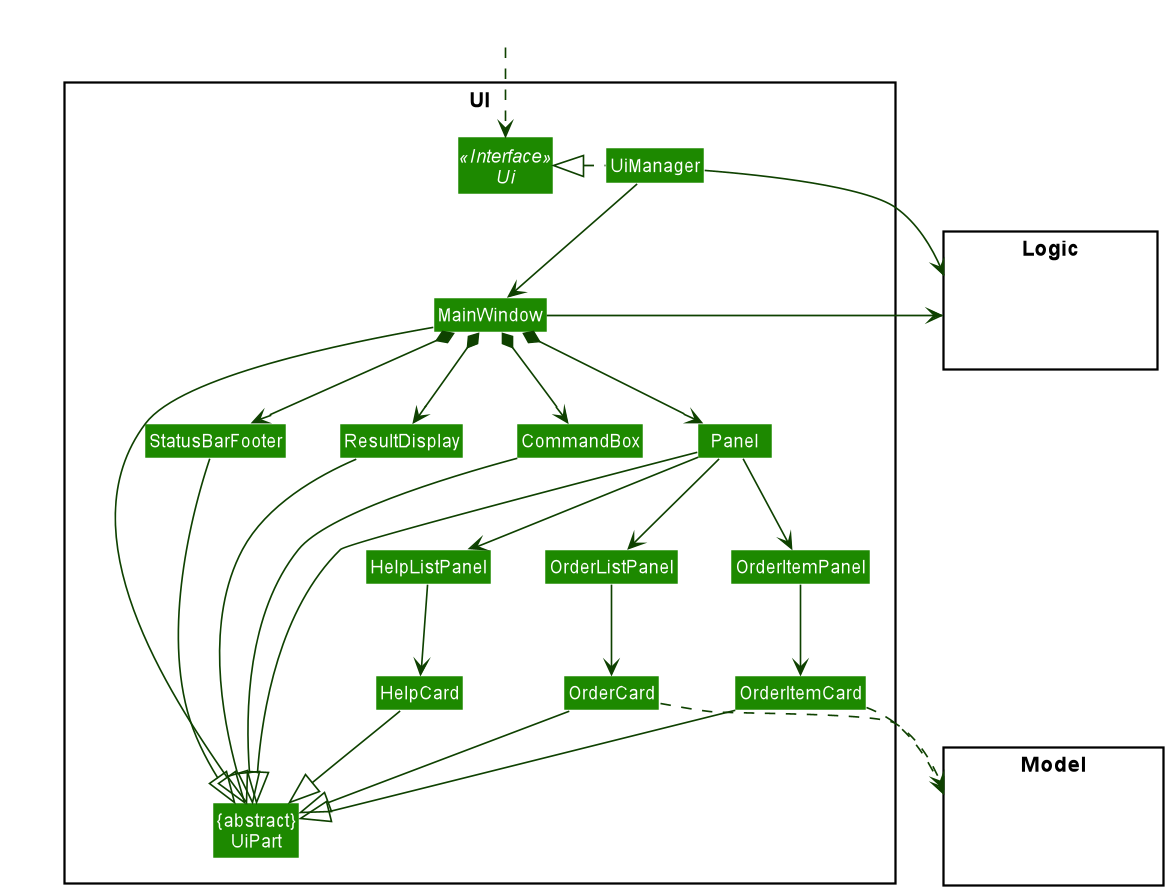 UI
«Interface»
Ui
UiManager
Logic
MainWindow
StatusBarFooter
ResultDisplay
CommandBox
Panel
HelpListPanel
OrderListPanel
OrderItemPanel
HelpCard
OrderCard
OrderItemCard
Model
{abstract}
UiPart